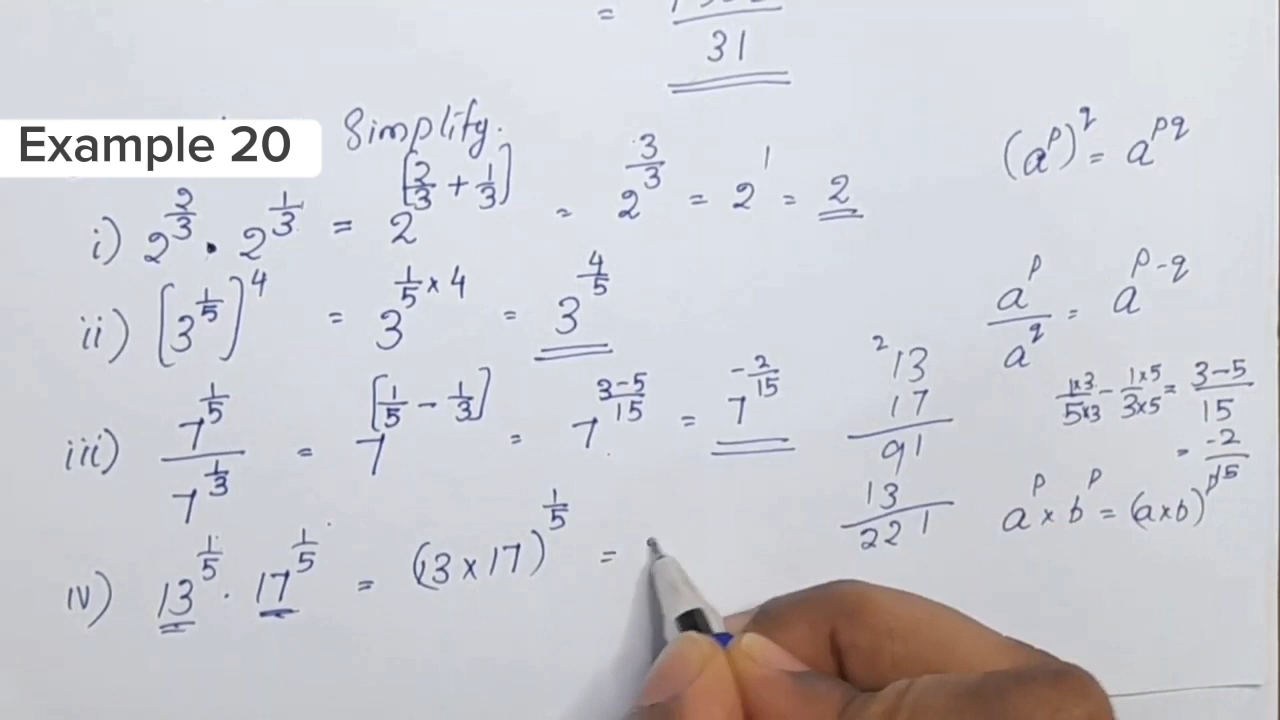 = 31
Example 20
Simplify.
i) 2^(2/3) · 2^(1/3) = 2^[2/3 + 1/3] = 2^(3/3) = 2^1 = 2
ii) [3^(1/5)]^4 = 3^(1/5 × 4) = 3^(4/5)
iii) 7^(1/5) / 7^(1/3) = 7^[1/5 - 1/3] = 7^((3-5)/15) = 7^(-2/15)
iv) 13^(1/5) · 17^(1/5) = (13 × 17)^(1/5) =
2
13
17
91
13
221
(a^p)^q = a^(pq)
a^p / a^q = a^(p-q)
(1×3)/(5×3) - (1×5)/(3×5) = (3-5)/15
= -2/15
a^p × b^p = (a×b)^p